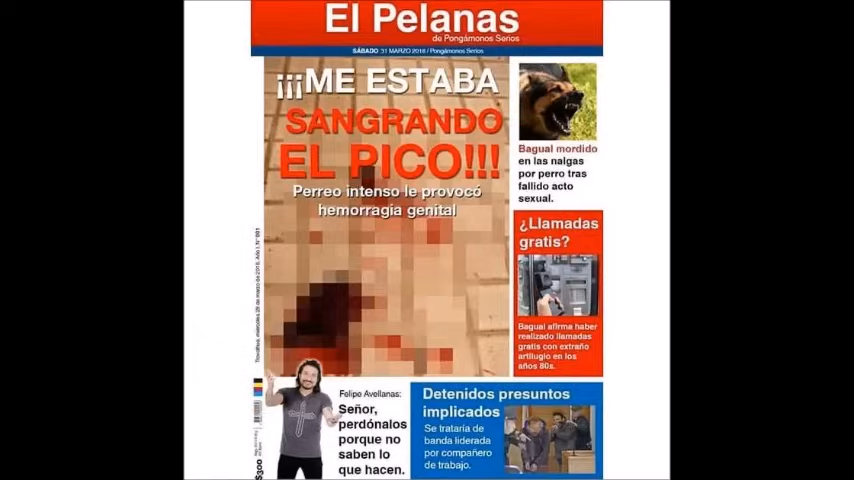 El Pelanas
de Pongámonos Serios
SÁBADO 31 MARZO 2018 / Pongámonos Serios
¡¡¡ME ESTABA
SANGRANDO
EL PICO!!!
Perreo intenso le provocó
hemorragia genital
Bagual mordido
en las nalgas
por perro tras
fallido acto
sexual.
¿Llamadas
gratis?
Bagual afirma haber
realizado llamadas
gratis con extraño
artilugio en los
años 80s.
Felipe Avellanas:
Señor,
perdónalos
porque no
saben lo
que hacen.
Detenidos presuntos
implicados
Se trataría de
banda liderada
por compañero
de trabajo.
$300